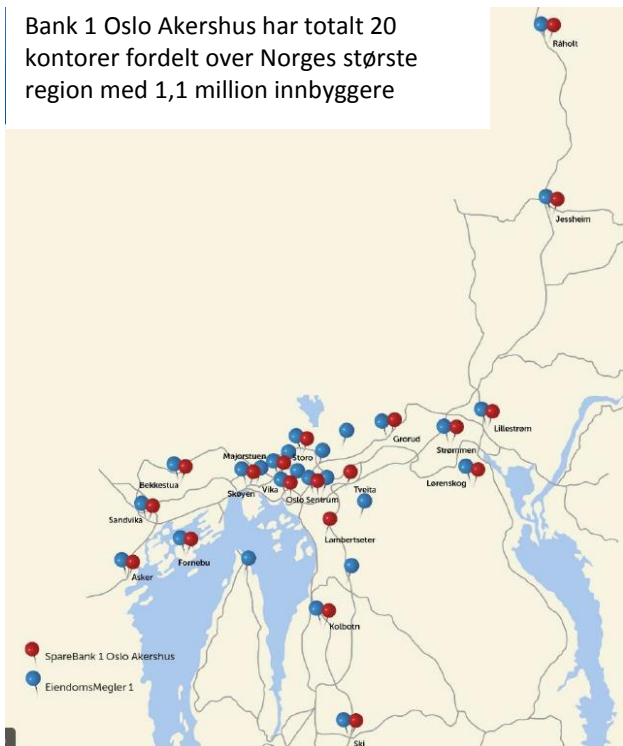 Bank 1 Oslo Akershus har totalt 20
kontorer fordelt over Norges største
region med 1,1 million innbyggere
Råholt
Jessheim
Lillestrøm
Grorud
Strømmen
Majorstuen
Storo
Lørenskog
Bekkestua
Skøyen
Vika
Oslo Sentrum
Tveita
Sandvika
Lambertseter
Fornebu
Asker
Kolbotn
SpareBank 1 Oslo Akershus
EiendomsMegler 1
Ski